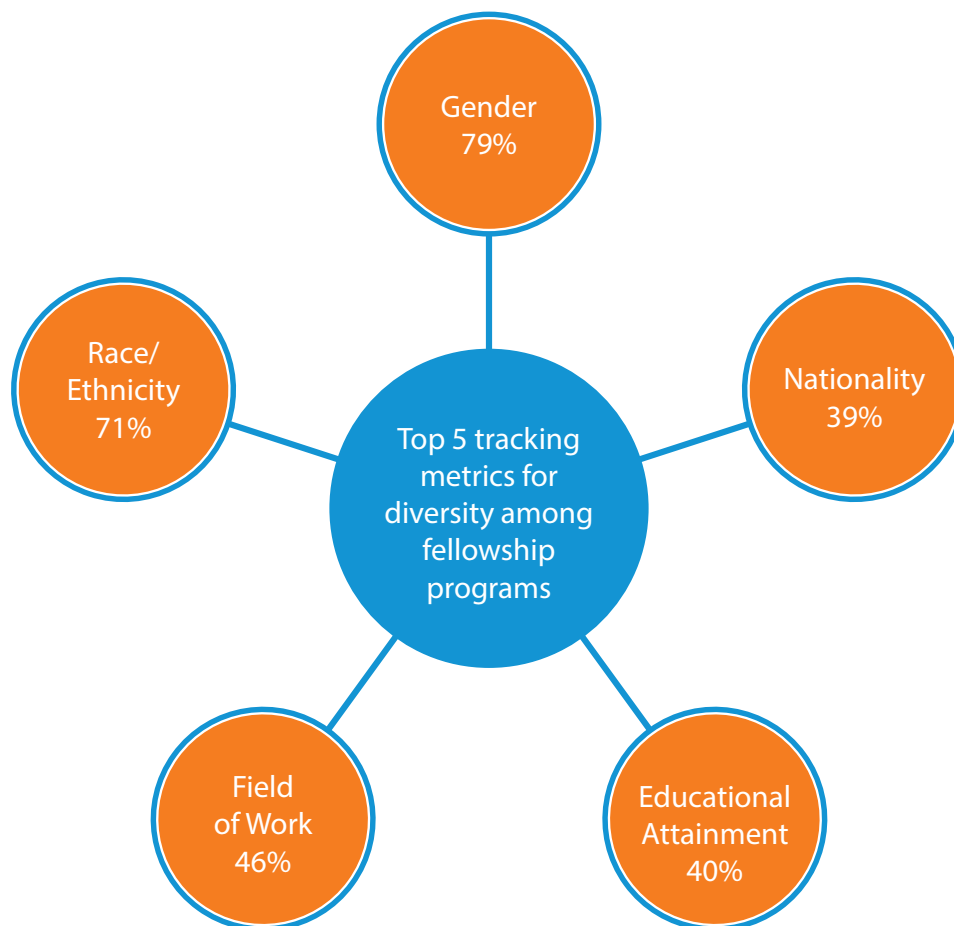 Gender
79%
Race/
Ethnicity
71%
Nationality
39%
Top 5 tracking
metrics for
diversity among
fellowship
programs
Field
of Work
46%
Educational
Attainment
40%